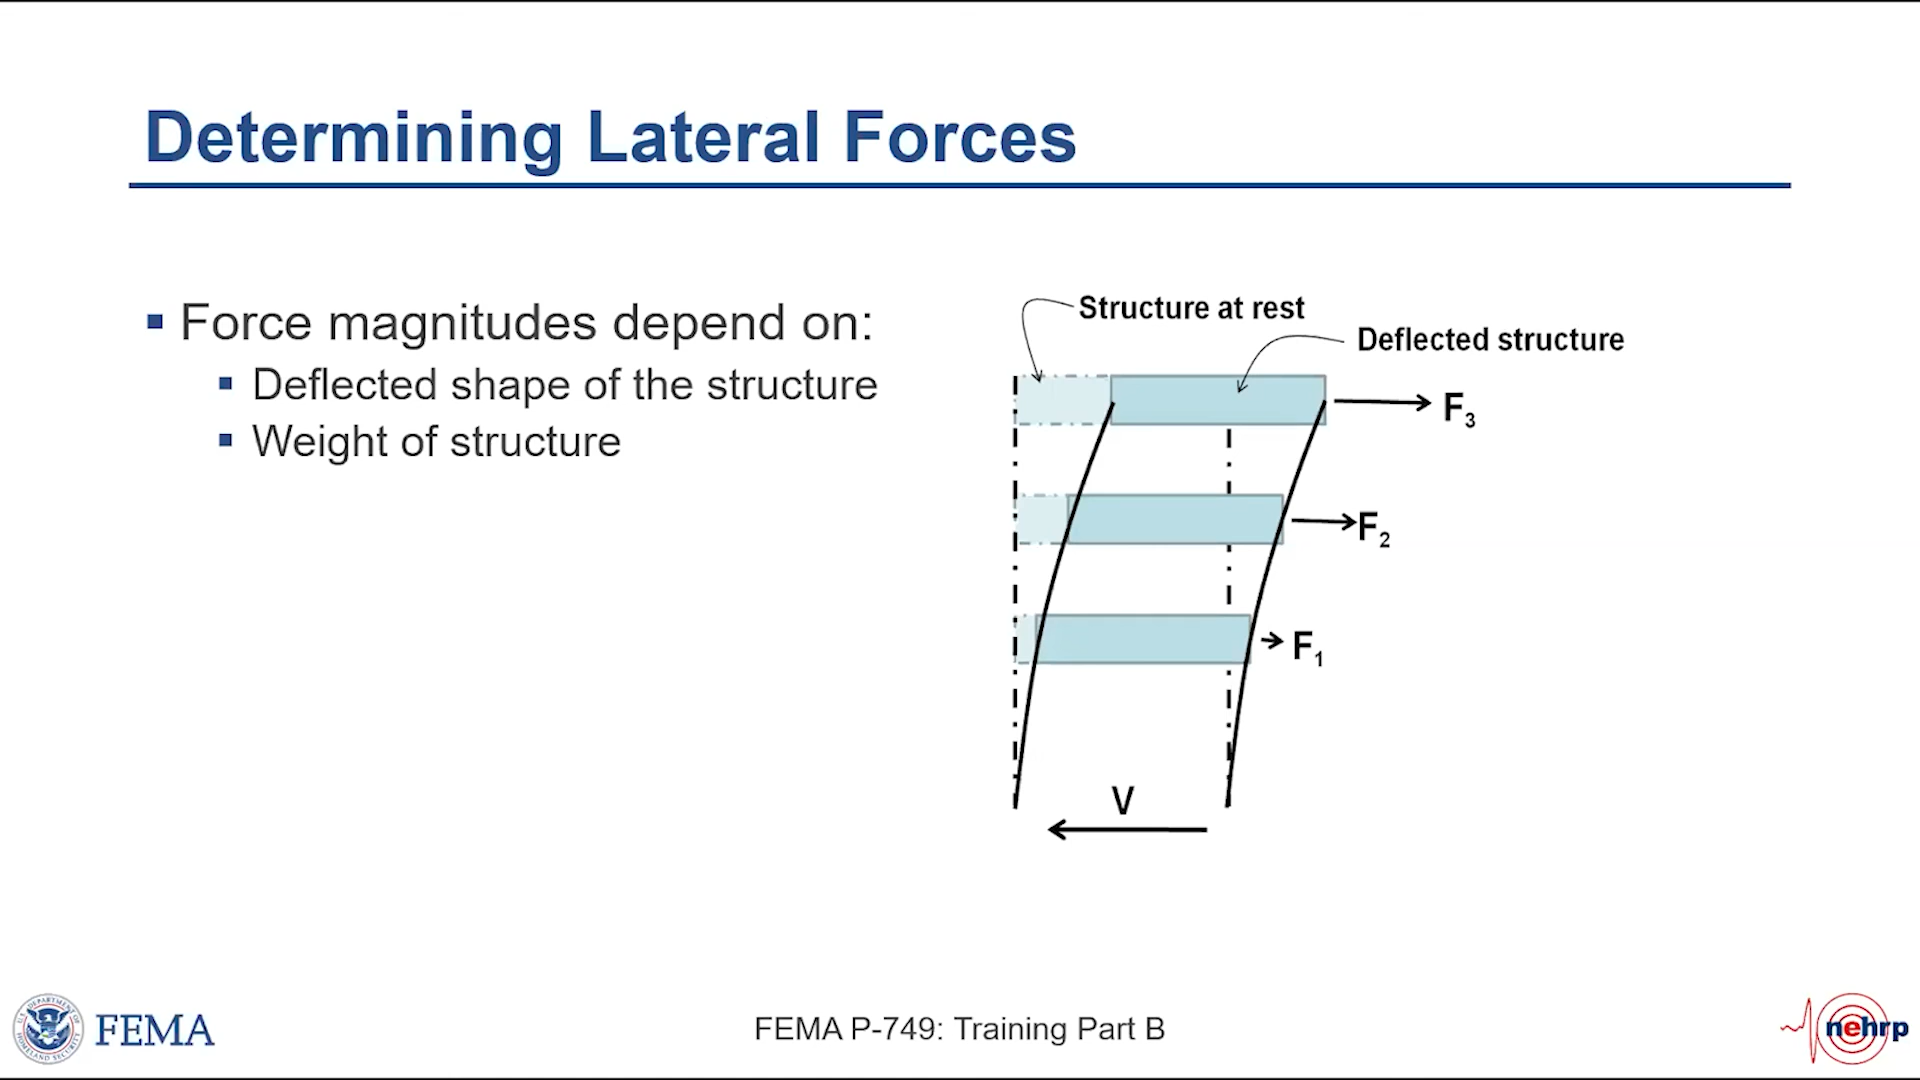 Determining Lateral Forces
Force magnitudes depend on:
Deflected shape of the structure
Weight of structure
Structure at rest
Deflected structure
F3
F2
F1
V
FEMA
FEMA P-749: Training Part B
nehrp